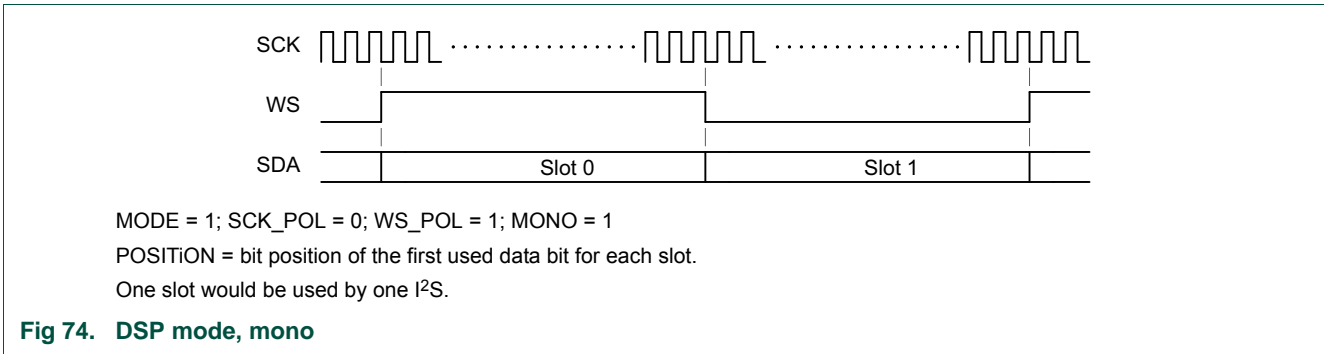 SCK
WS
SDA Slot 0 Slot 1
MODE = 1; SCK_POL = 0; WS_POL = 1; MONO = 1
POSITiON = bit position of the first used data bit for each slot.
One slot would be used by one I²S.
Fig 74. DSP mode, mono